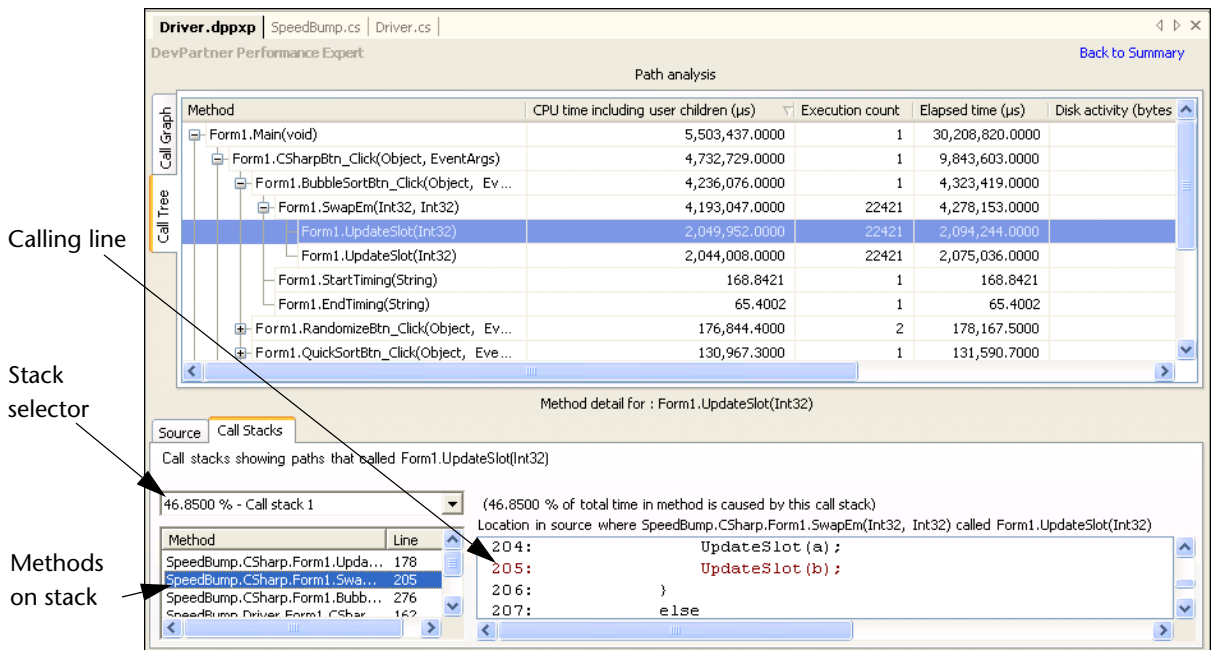 Driver.dppxp SpeedBump.cs Driver.cs
DevPartner Performance Expert Back to Summary
Path analysis
Call Graph
Call Tree
Method CPU time including user children (µs) Execution count Elapsed time (µs) Disk activity (bytes
Form1.Main(void) 5,503,437.0000 1 30,208,820.0000
Form1.CSharpBtn_Click(Object, EventArgs) 4,732,729.0000 1 9,843,603.0000
Form1.BubbleSortBtn_Click(Object, Ev... 4,236,076.0000 1 4,323,419.0000
Form1.SwapEm(Int32, Int32) 4,193,047.0000 22421 4,278,153.0000
Form1.UpdateSlot(Int32) 2,049,952.0000 22421 2,094,244.0000
Form1.UpdateSlot(Int32) 2,044,008.0000 22421 2,075,036.0000
Form1.StartTiming(String) 168.8421 1 168.8421
Form1.EndTiming(String) 65.4002 1 65.4002
Form1.RandomizeBtn_Click(Object, Ev... 176,844.4000 2 178,167.5000
Form1.QuickSortBtn_Click(Object, Eve... 130,967.3000 1 131,590.7000
Calling line
Stack
selector
Methods
on stack
Method detail for : Form1.UpdateSlot(Int32)
Source Call Stacks
Call stacks showing paths that called Form1.UpdateSlot(Int32)
46.8500 % - Call stack 1
(46.8500 % of total time in method is caused by this call stack)
Location in source where SpeedBump.CSharp.Form1.SwapEm(Int32, Int32) called Form1.UpdateSlot(Int32)
Method Line
SpeedBump.CSharp.Form1.Upda... 178
SpeedBump.CSharp.Form1.Swa... 205
SpeedBump.CSharp.Form1.Bubb... 276
SpeedBump.Driver.Form1.CShar... 162
204: UpdateSlot(a);
205: UpdateSlot(b);
206: }
207: else